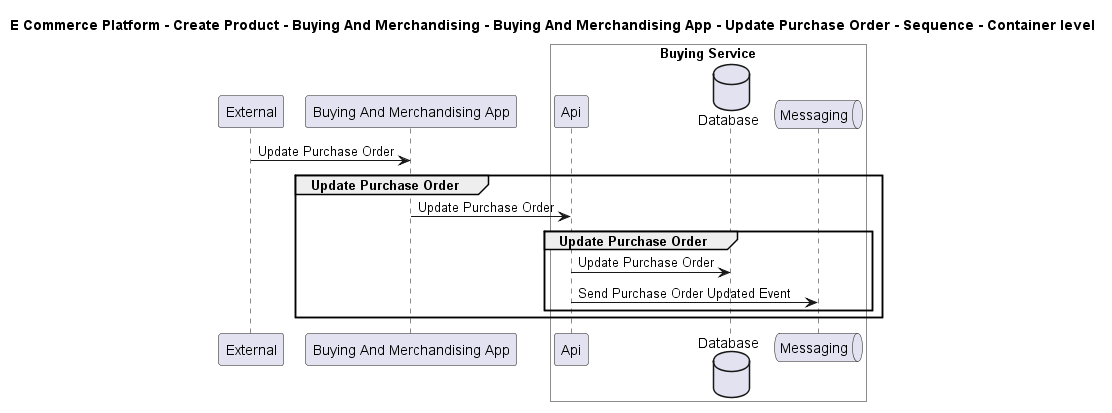 E Commerce Platform - Create Product - Buying And Merchandising - Buying And Merchandising App - Update Purchase Order - Sequence - Container level
Buying Service
External
Buying And Merchandising App
Api
Database
Messaging
Update Purchase Order
Update Purchase Order
Update Purchase Order
Update Purchase Order
Update Purchase Order
Send Purchase Order Updated Event
External
Buying And Merchandising App
Api
Database
Messaging